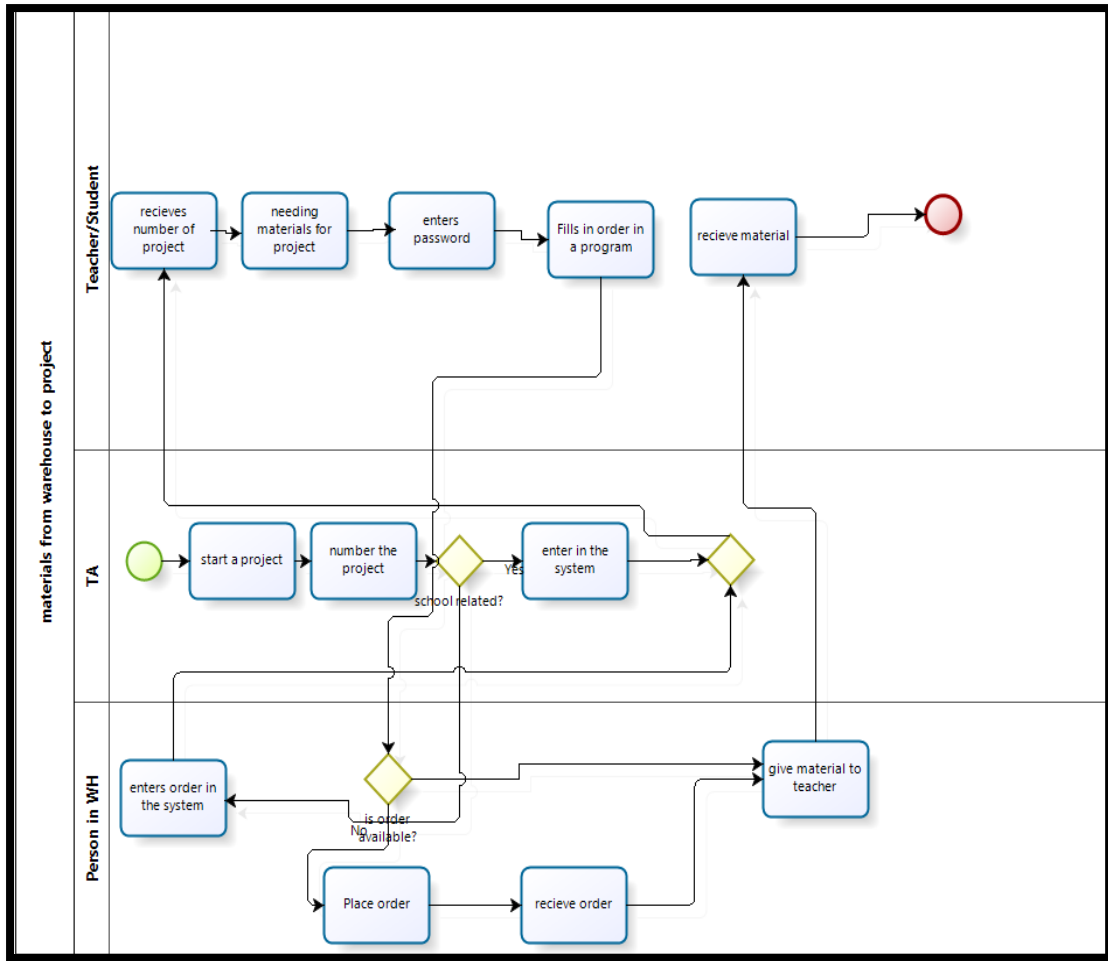 materials from warehouse to project
Teacher/Student
recieves
number of
project
needing
materials for
project
enters
password
Fills in order in
a program
recieve material
TA
start a project
number the
project
school related?
Yes
enter in the
system
Person in WH
enters order in
the system
No
is order
available?
give material to
teacher
Place order
recieve order